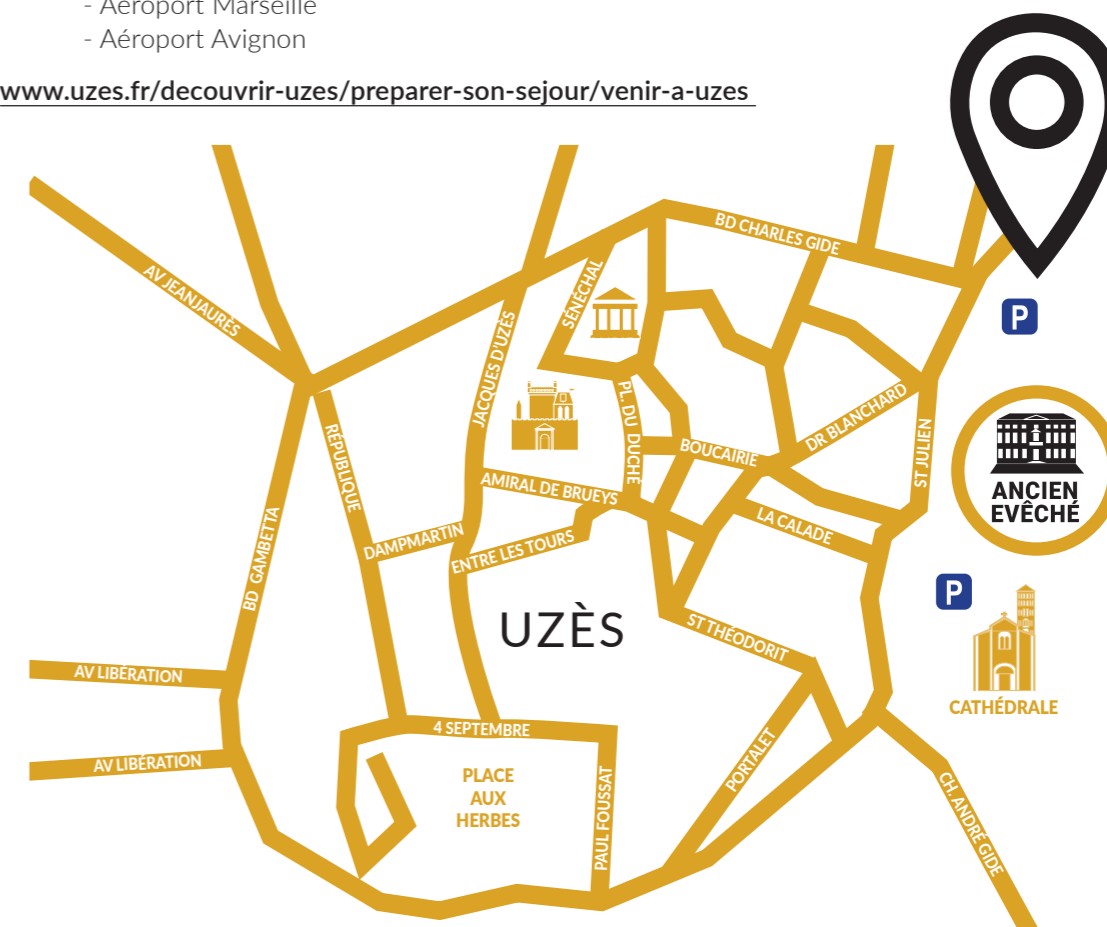 - Aéroport Marseille
- Aéroport Avignon
www.uzes.fr/decouvrir-uzes/preparer-son-sejour/venir-a-uzes
BD CHARLES GIDE
AV JEANJAURÈS
SÉNÉCHAL
P
JACQUES D'UZÈS
PL. DU DUCHÉ
DR BLANCHARD
RÉPUBLIQUE
BOUCAIRIE
ST JULIEN
AMIRAL DE BRUEYS
ANCIEN
EVÊCHÉ
LA CALADE
BD GAMBETTA
DAMPMARTIN
ENTRE LES TOURS
P
UZÈS
ST THÉODORIT
AV LIBÉRATION
CATHÉDRALE
4 SEPTEMBRE
AV LIBÉRATION
PORTALET
PLACE
AUX
HERBES
PAUL FOUSSAT
CH. ANDRÉ GIDE